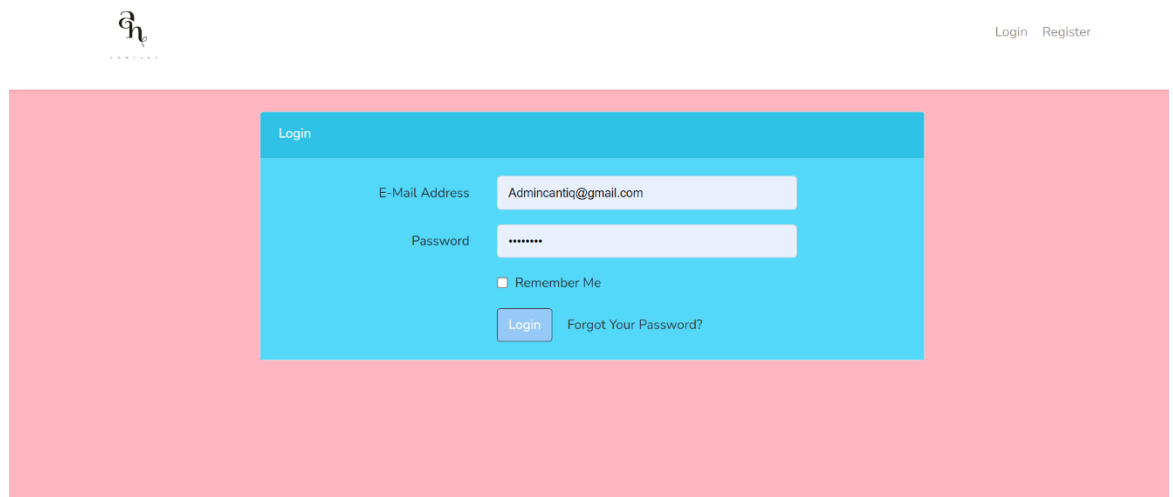 Login Register
Login
E-Mail Address Admincantiq@gmail.com
Password ••••••••
Remember Me
Login Forgot Your Password?